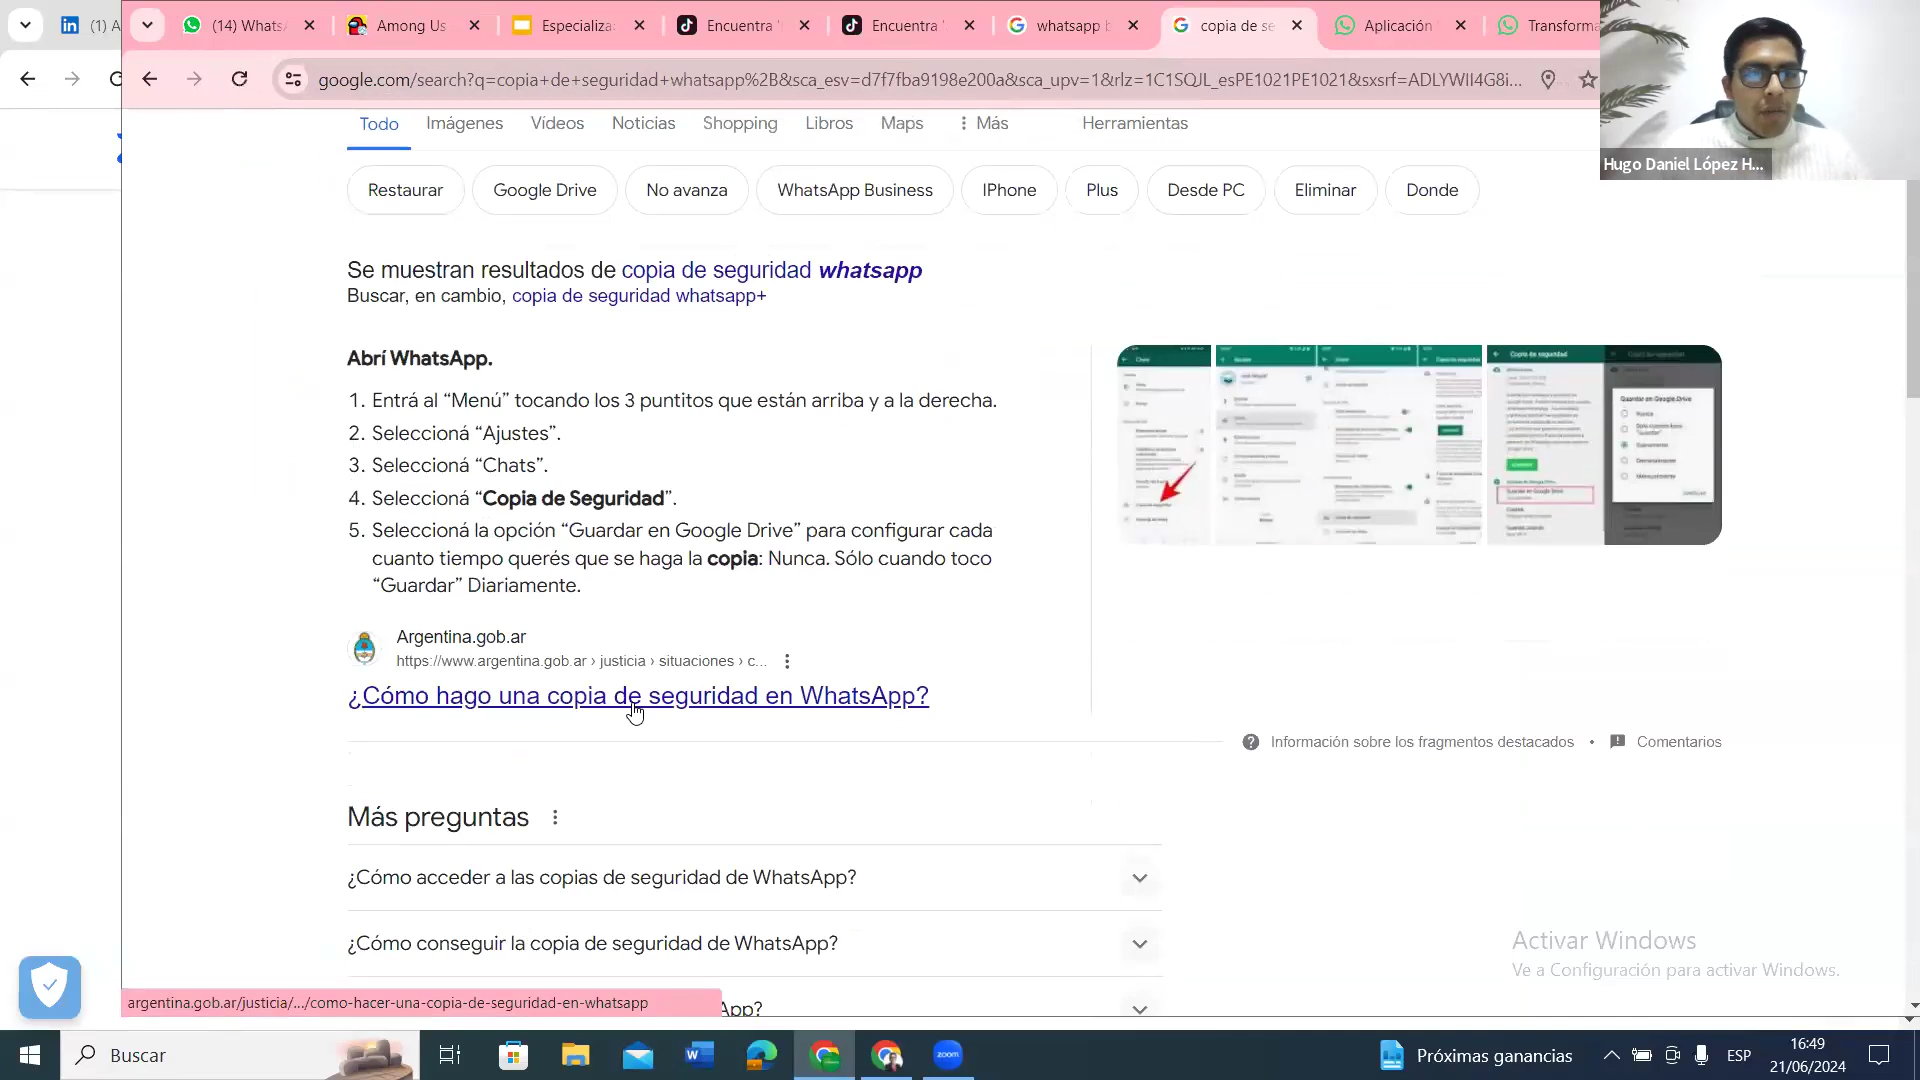 (1) A
(14) Whats
Among Us
Especializa
Encuentra
Encuentra
whatsapp b
copia de se
Aplicación
Transforma
google.com/search?q=copia+de+seguridad+whatsapp%2B&sca_esv=d7f7fba9198e200a&sca_upv=1&rlz=1C1SQJL_esPE1021PE1021&sxsrf=ADLYWII4G8i...
Hugo Daniel López H...
Todo
Imágenes
Videos
Noticias
Shopping
Libros
Maps
Más
Herramientas
Restaurar
Google Drive
No avanza
WhatsApp Business
IPhone
Plus
Desde PC
Eliminar
Donde
Se muestran resultados de copia de seguridad whatsapp
Buscar, en cambio, copia de seguridad whatsapp+
Abrí WhatsApp.
1. Entrá al “Menú” tocando los 3 puntitos que están arriba y a la derecha.
2. Seleccioná “Ajustes”.
3. Seleccioná “Chats”.
4. Seleccioná “Copia de Seguridad”.
5. Seleccioná la opción “Guardar en Google Drive” para configurar cada
cuanto tiempo querés que se haga la copia: Nunca. Sólo cuando toco
“Guardar” Diariamente.
Copia de seguridad
Guardar en Google Drive
Argentina.gob.ar
https://www.argentina.gob.ar › justicia › situaciones › c...
¿Cómo hago una copia de seguridad en WhatsApp?
Información sobre los fragmentos destacados
•
Comentarios
Más preguntas
¿Cómo acceder a las copias de seguridad de WhatsApp?
¿Cómo conseguir la copia de seguridad de WhatsApp?
App?
Activar Windows
Ve a Configuración para activar Windows.
argentina.gob.ar/justicia/.../como-hacer-una-copia-de-seguridad-en-whatsapp
Buscar
zoom
Próximas ganancias
ESP
16:49
21/06/2024